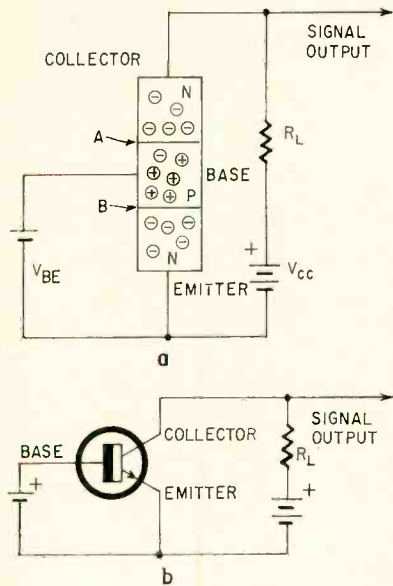 SIGNAL
OUTPUT
COLLECTOR
N
A
R_L
BASE
P
B
N
V_BE
+
V_CC
EMITTER
a
SIGNAL
OUTPUT
COLLECTOR
BASE
R_L
+
+
EMITTER
b